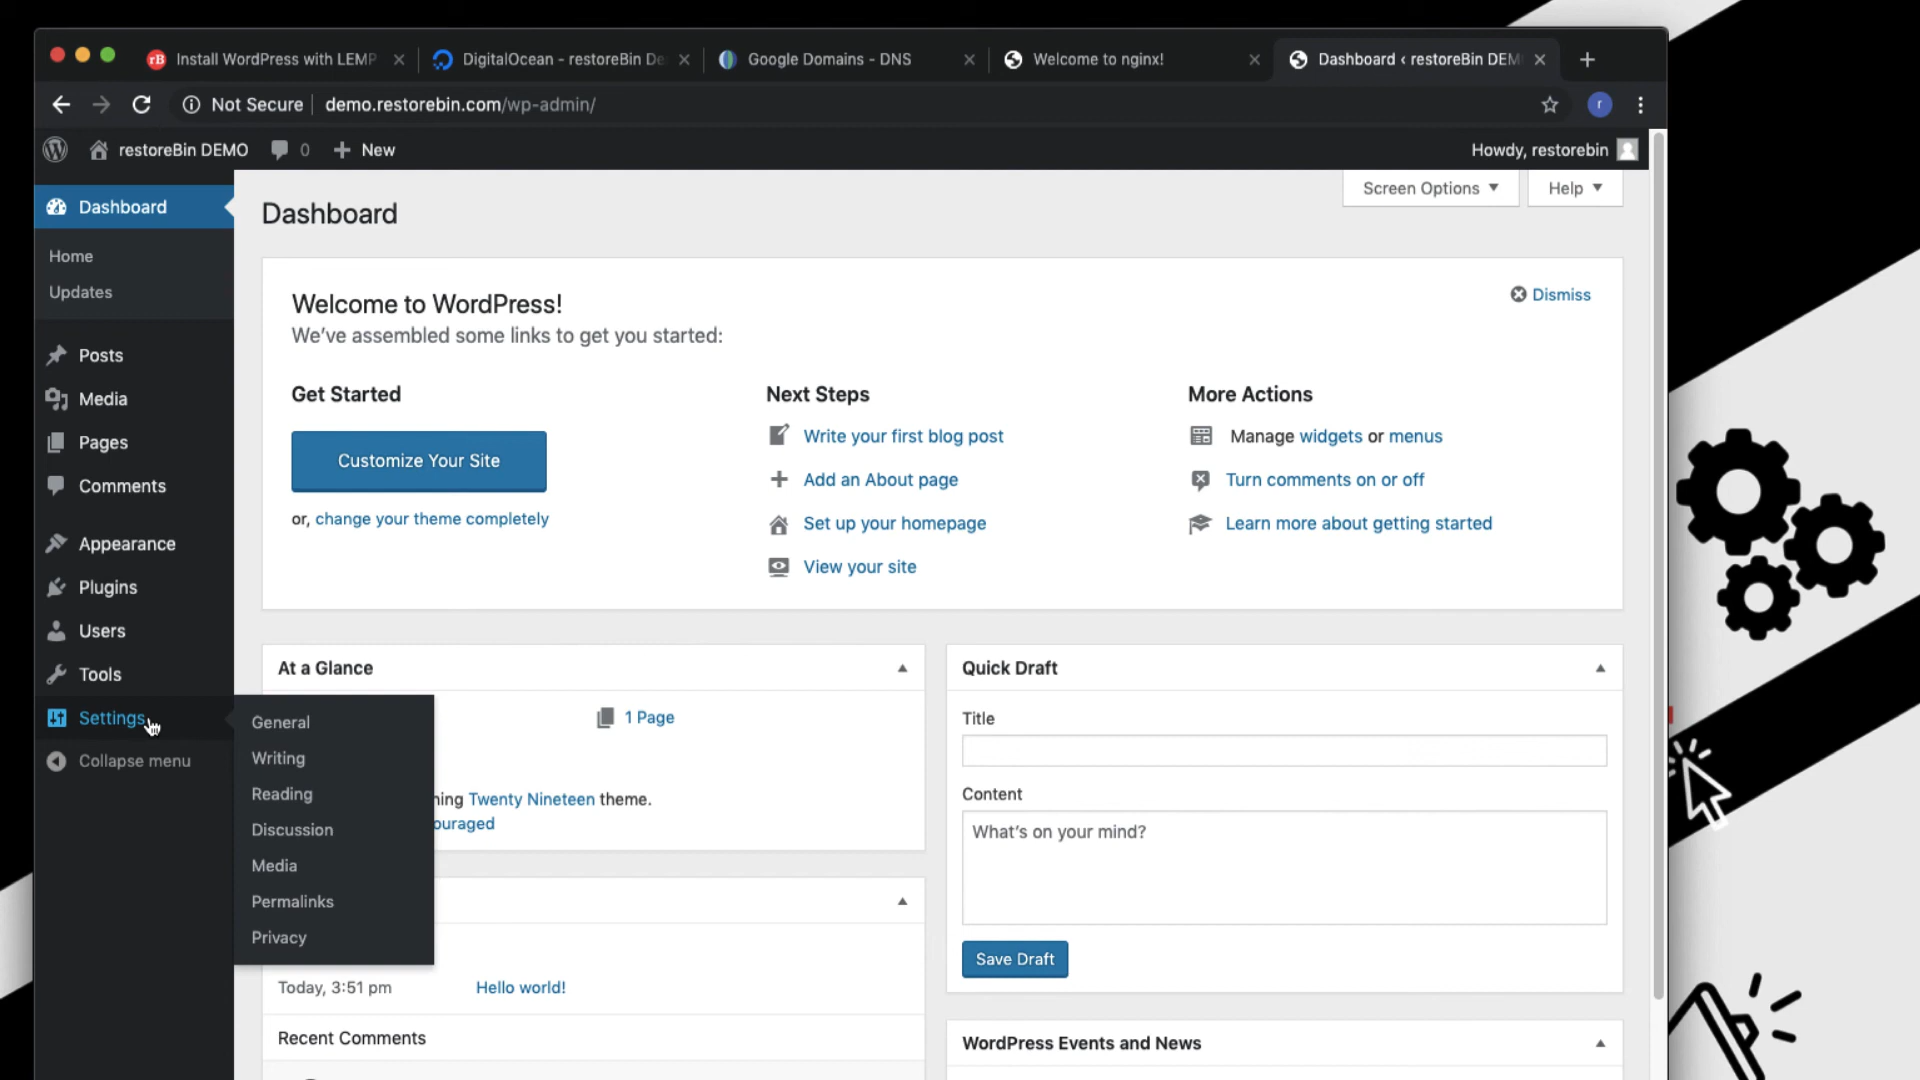 rB Install WordPress with LEMP
DigitalOcean - restoreBin De
Google Domains - DNS
Welcome to nginx!
Dashboard ‹ restoreBin DEM
Not Secure demo.restorebin.com/wp-admin/
r
restoreBin DEMO 0 New
Howdy, restorebin
Dashboard
Home
Updates
Posts
Media
Pages
Comments
Appearance
Plugins
Users
Tools
Settings
Collapse menu
General
Writing
Reading
Discussion
Media
Permalinks
Privacy
Screen Options
Help
Dashboard
Welcome to WordPress!
We've assembled some links to get you started:
Dismiss
Get Started
Customize Your Site
or, change your theme completely
Next Steps
Write your first blog post
Add an About page
Set up your homepage
View your site
More Actions
Manage widgets or menus
Turn comments on or off
Learn more about getting started
At a Glance
1 Page
ning Twenty Nineteen theme.
ouraged
Today, 3:51 pm Hello world!
Recent Comments
Quick Draft
Title
Content
What's on your mind?
Save Draft
WordPress Events and News